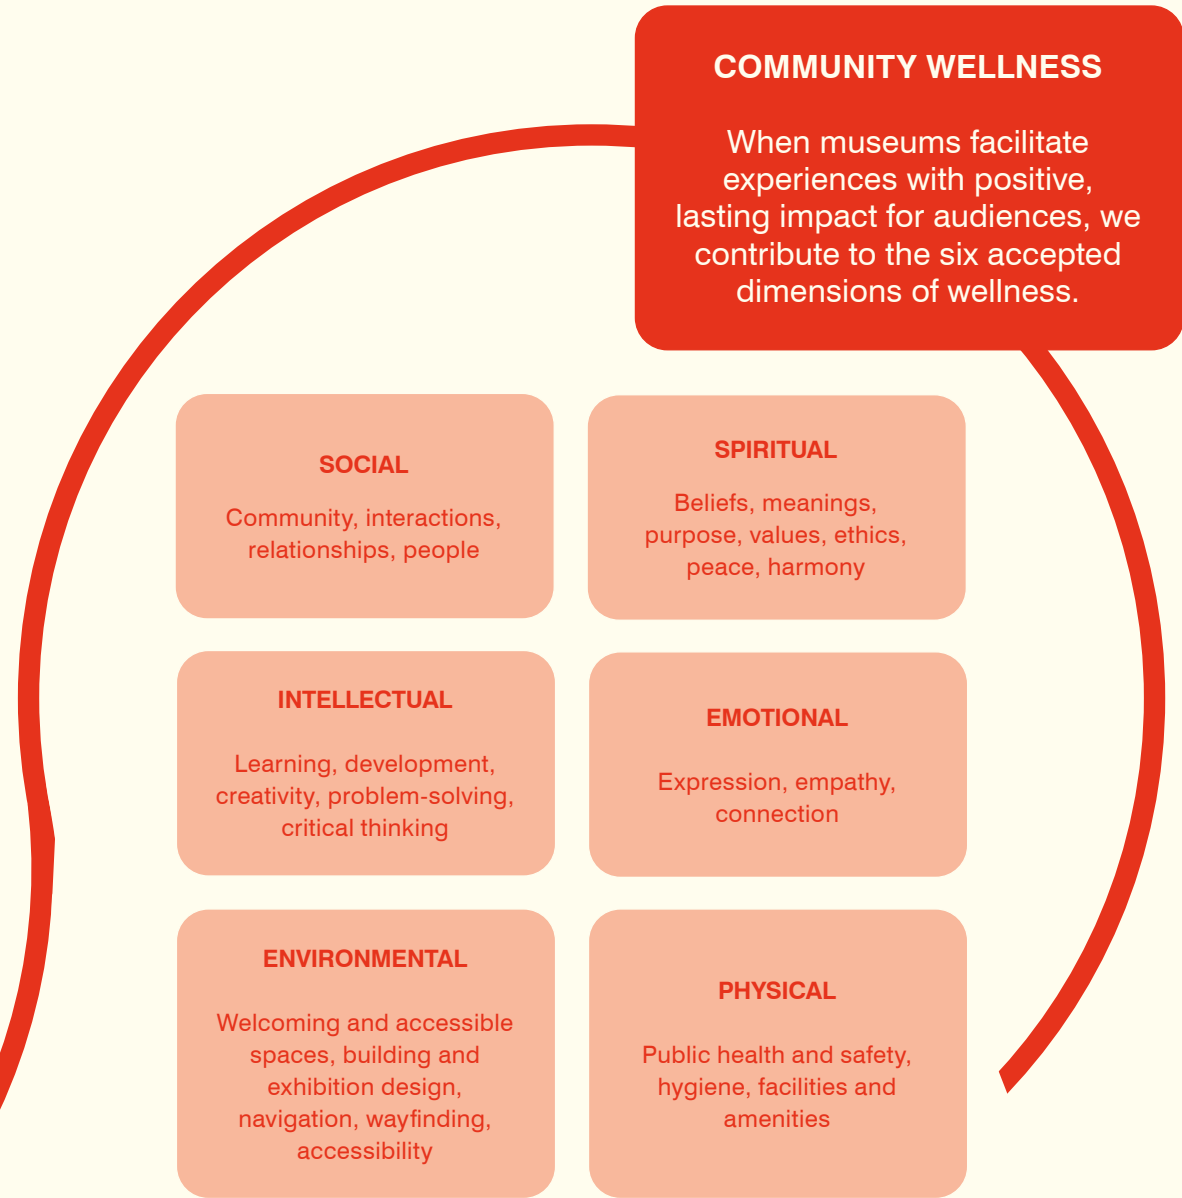 COMMUNITY WELLNESS
When museums facilitate
experiences with positive,
lasting impact for audiences, we
contribute to the six accepted
dimensions of wellness.
SOCIAL
Community, interactions,
relationships, people
SPIRITUAL
Beliefs, meanings,
purpose, values, ethics,
peace, harmony
INTELLECTUAL
Learning, development,
creativity, problem-solving,
critical thinking
EMOTIONAL
Expression, empathy,
connection
ENVIRONMENTAL
Welcoming and accessible
spaces, building and
exhibition design,
navigation, wayfinding,
accessibility
PHYSICAL
Public health and safety,
hygiene, facilities and
amenities